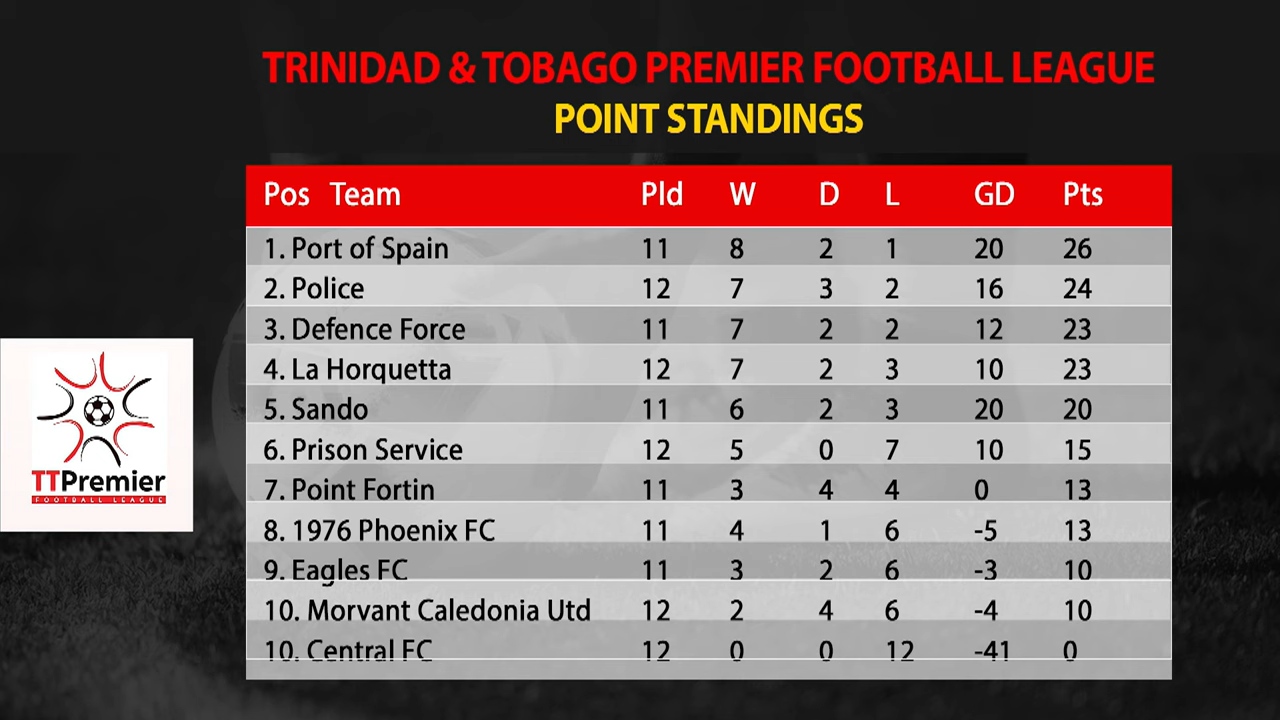 TRINIDAD & TOBAGO PREMIER FOOTBALL LEAGUE
POINT STANDINGS
Pos Team Pld W D L GD Pts
1. Port of Spain 11 8 2 1 20 26
2. Police 12 7 3 2 16 24
3. Defence Force 11 7 2 2 12 23
4. La Horquetta 12 7 2 3 10 23
5. Sando 11 6 2 3 20 20
6. Prison Service 12 5 0 7 10 15
7. Point Fortin 11 3 4 4 0 13
8. 1976 Phoenix FC 11 4 1 6 -5 13
9. Eagles FC 11 3 2 6 -3 10
10. Morvant Caledonia Utd 12 2 4 6 -4 10
10. Central FC 12 0 0 12 -41 0
TTPremier
FOOTBALL LEAGUE